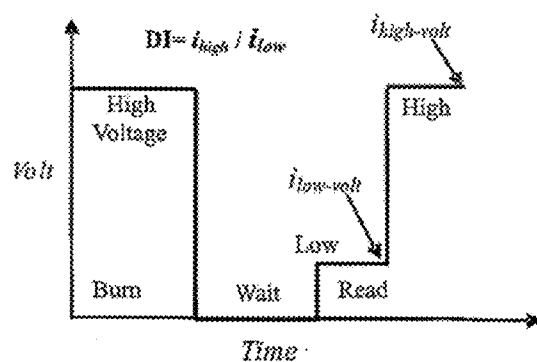 DI= i_high / i_low
i_high-volt
High
Voltage
High
Volt
i_low-volt
Low
Burn
Wait
Read
Time